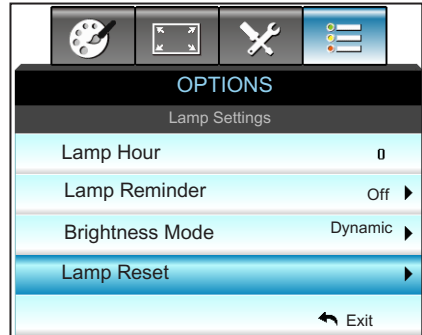 OPTIONS
Lamp Settings
Lamp Hour 0
Lamp Reminder Off
Brightness Mode Dynamic
Lamp Reset
Exit